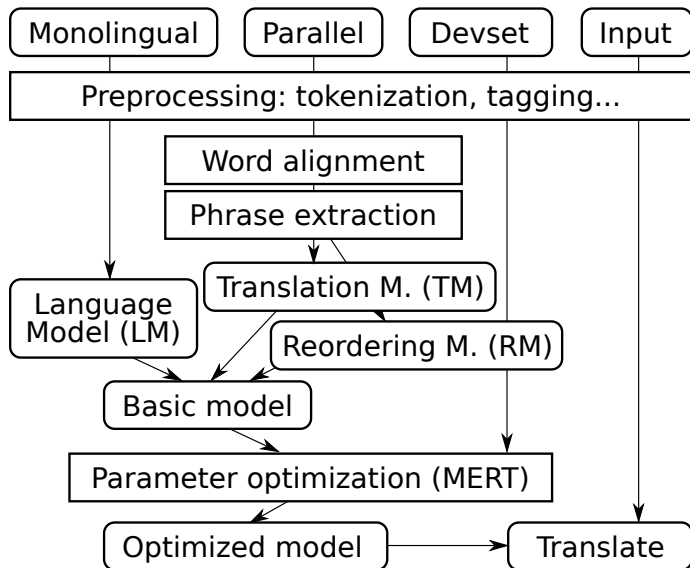 Monolingual
Parallel
Devset
Input
Preprocessing: tokenization, tagging...
Word alignment
Phrase extraction
Translation M. (TM)
Language
Model (LM)
Reordering M. (RM)
Basic model
Parameter optimization (MERT)
Optimized model
Translate